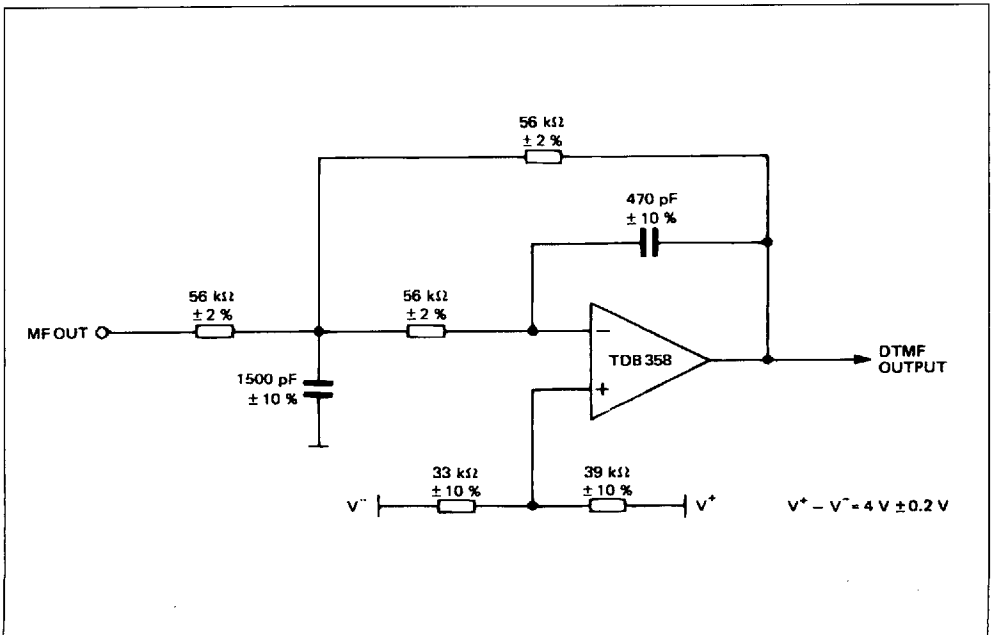 56 kΩ
± 2 %
470 pF
± 10 %
56 kΩ
± 2 %
56 kΩ
± 2 %
MF OUT
−
TDB 358
+
DTMF
OUTPUT
1500 pF
± 10 %
33 kΩ
± 10 %
39 kΩ
± 10 %
V⁻
V⁺
V⁺ − V⁻ = 4 V ± 0.2 V